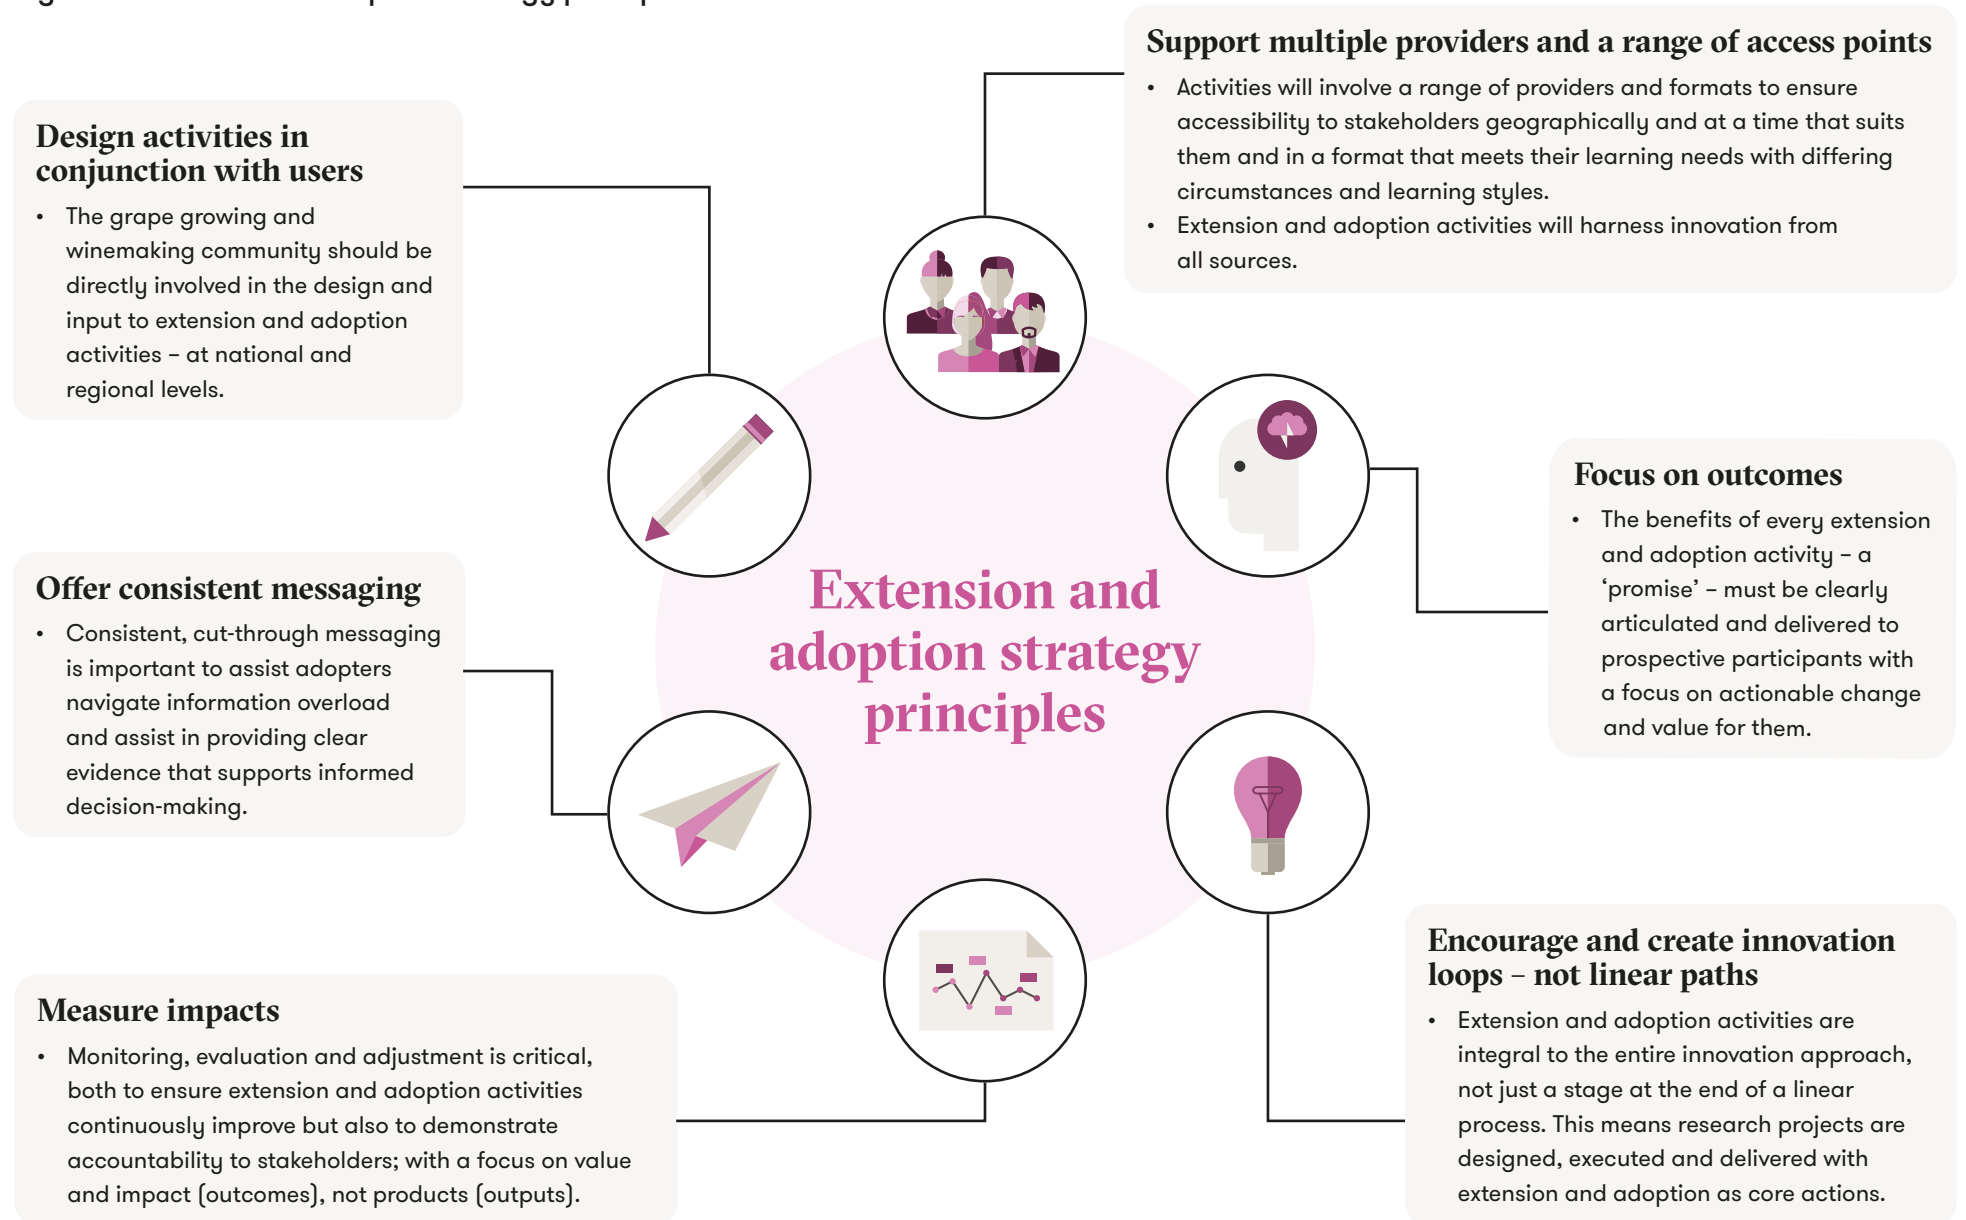 Support multiple providers and a range of access points
• Activities will involve a range of providers and formats to ensure
accessibility to stakeholders geographically and at a time that suits
them and in a format that meets their learning needs with differing
circumstances and learning styles.
• Extension and adoption activities will harness innovation from
all sources.
Design activities in
conjunction with users
• The grape growing and
winemaking community should be
directly involved in the design and
input to extension and adoption
activities – at national and
regional levels.
Focus on outcomes
• The benefits of every extension
and adoption activity – a
‘promise’ – must be clearly
articulated and delivered to
prospective participants with
a focus on actionable change
and value for them.
Offer consistent messaging
• Consistent, cut-through messaging
is important to assist adopters
navigate information overload
and assist in providing clear
evidence that supports informed
decision-making.
Extension and
adoption strategy
principles
Encourage and create innovation
loops – not linear paths
• Extension and adoption activities are
integral to the entire innovation approach,
not just a stage at the end of a linear
process. This means research projects are
designed, executed and delivered with
extension and adoption as core actions.
Measure impacts
• Monitoring, evaluation and adjustment is critical,
both to ensure extension and adoption activities
continuously improve but also to demonstrate
accountability to stakeholders; with a focus on value
and impact (outcomes), not products (outputs).